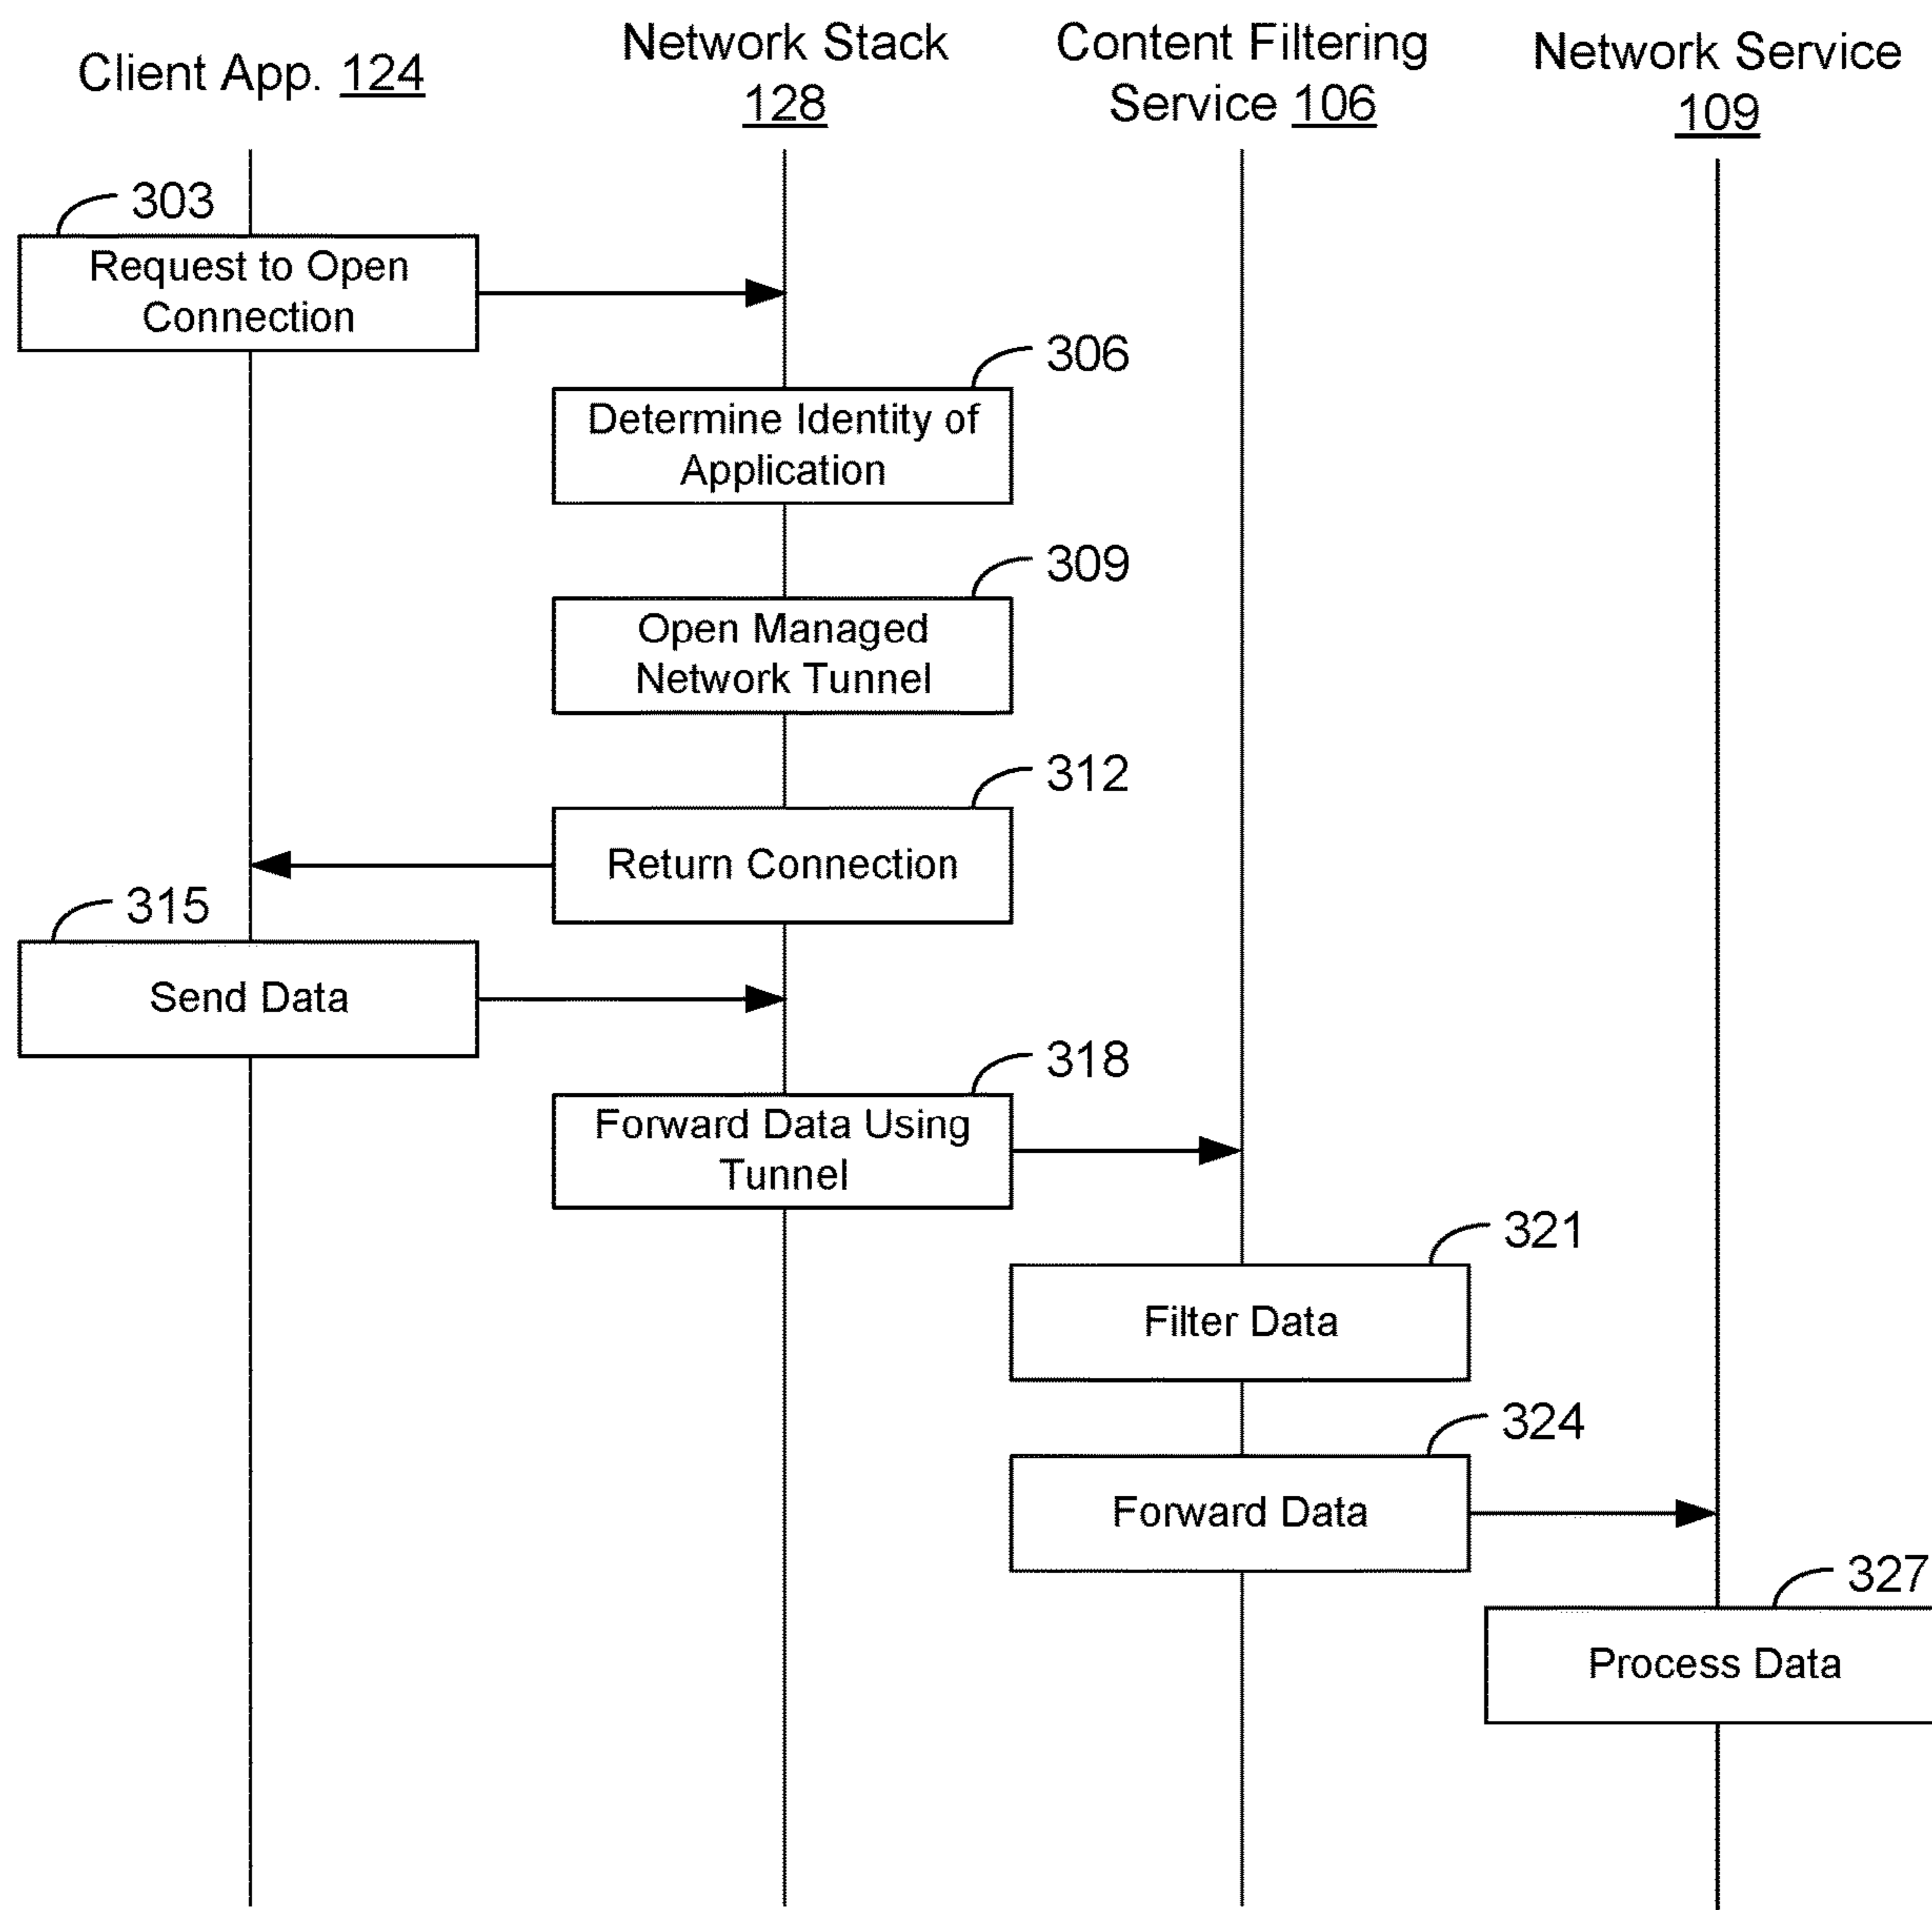 Client App. 124
Network Stack
128
Content Filtering
Service 106
Network Service
109
303
Request to Open
Connection
306
Determine Identity of
Application
309
Open Managed
Network Tunnel
312
Return Connection
315
Send Data
318
Forward Data Using
Tunnel
321
Filter Data
324
Forward Data
327
Process Data